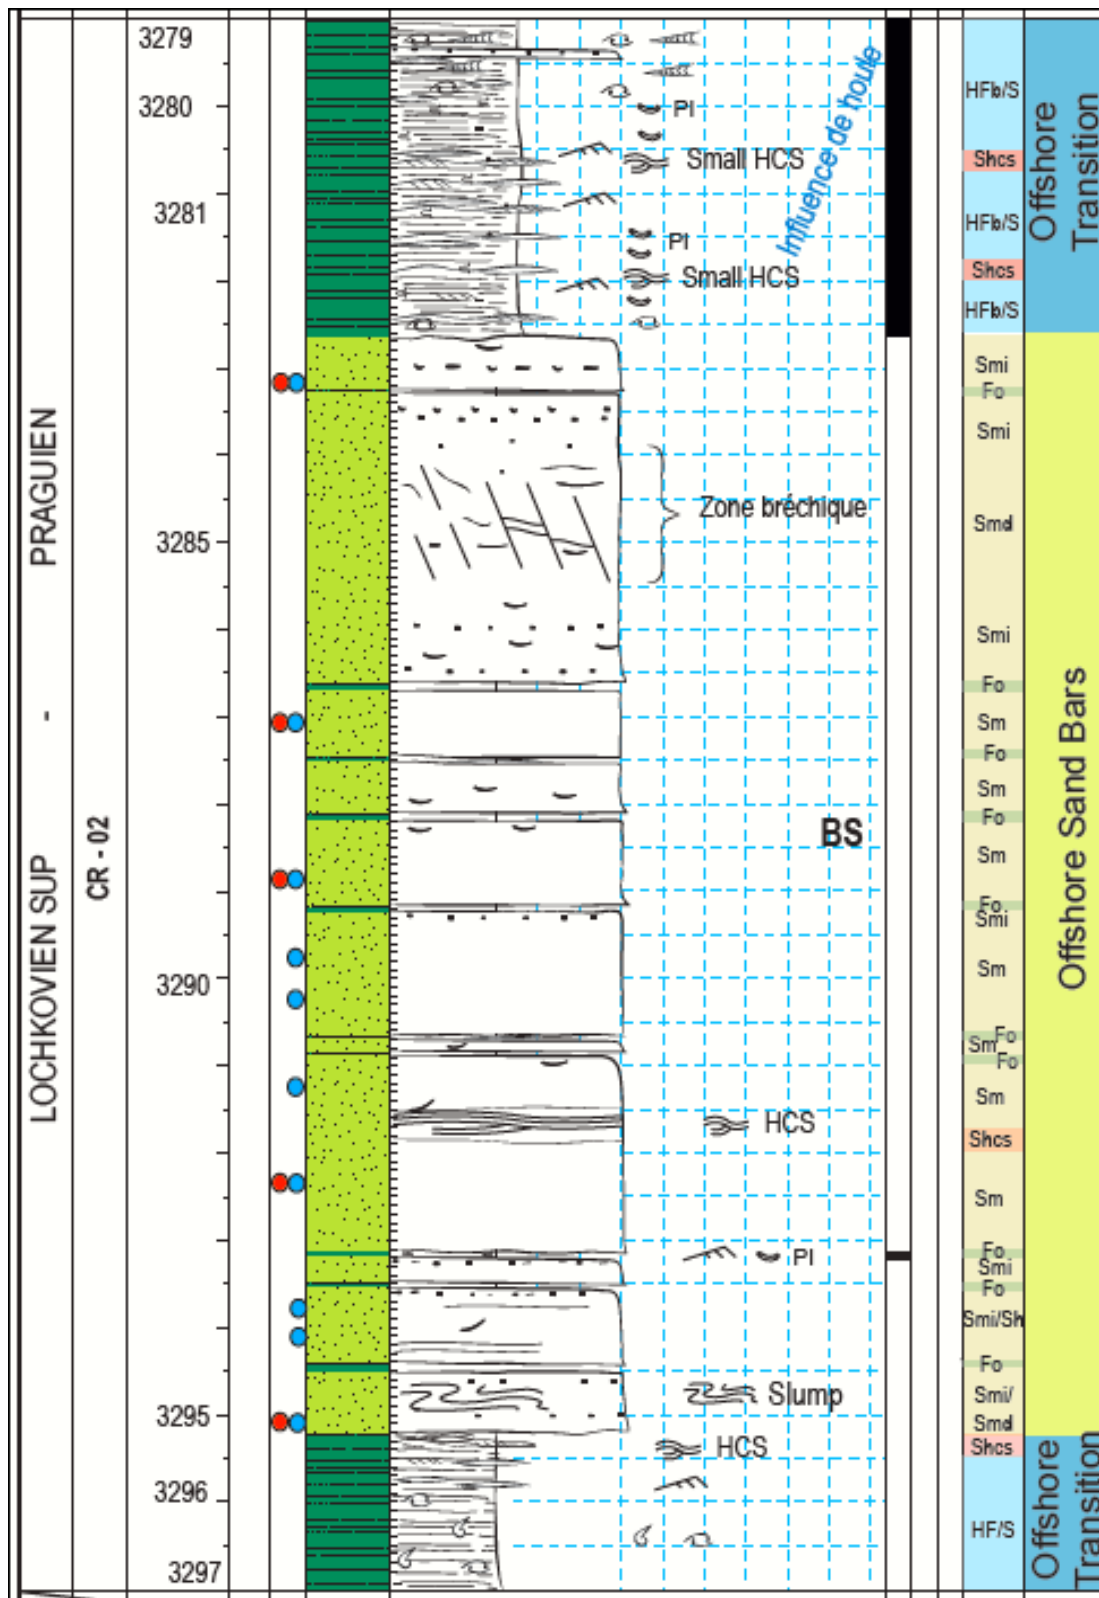 3279
3280
3281
3285
3290
3295
3296
3297
PRAGUIEN
-
LOCHKOVIEN SUP
CR - 02
PI
Small HCS
PI
Small HCS
Influence de houle
Zone bréchique
BS
HCS
PI
Slump
HCS
HFb/S
Shcs
HFb/S
Shcs
HFb/S
Smi
Fo
Smi
Smd
Smi
Fo
Sm
Fo
Sm
Fo
Sm
Fo
Smi
Sm
Fo
Sm
Fo
Sm
Shcs
Sm
Fo
Smi
Fo
Smi/Sh
Fo
Smi/
Smd
Shcs
HF/S
Offshore
Transition
Offshore Sand Bars
Offshore
Transition